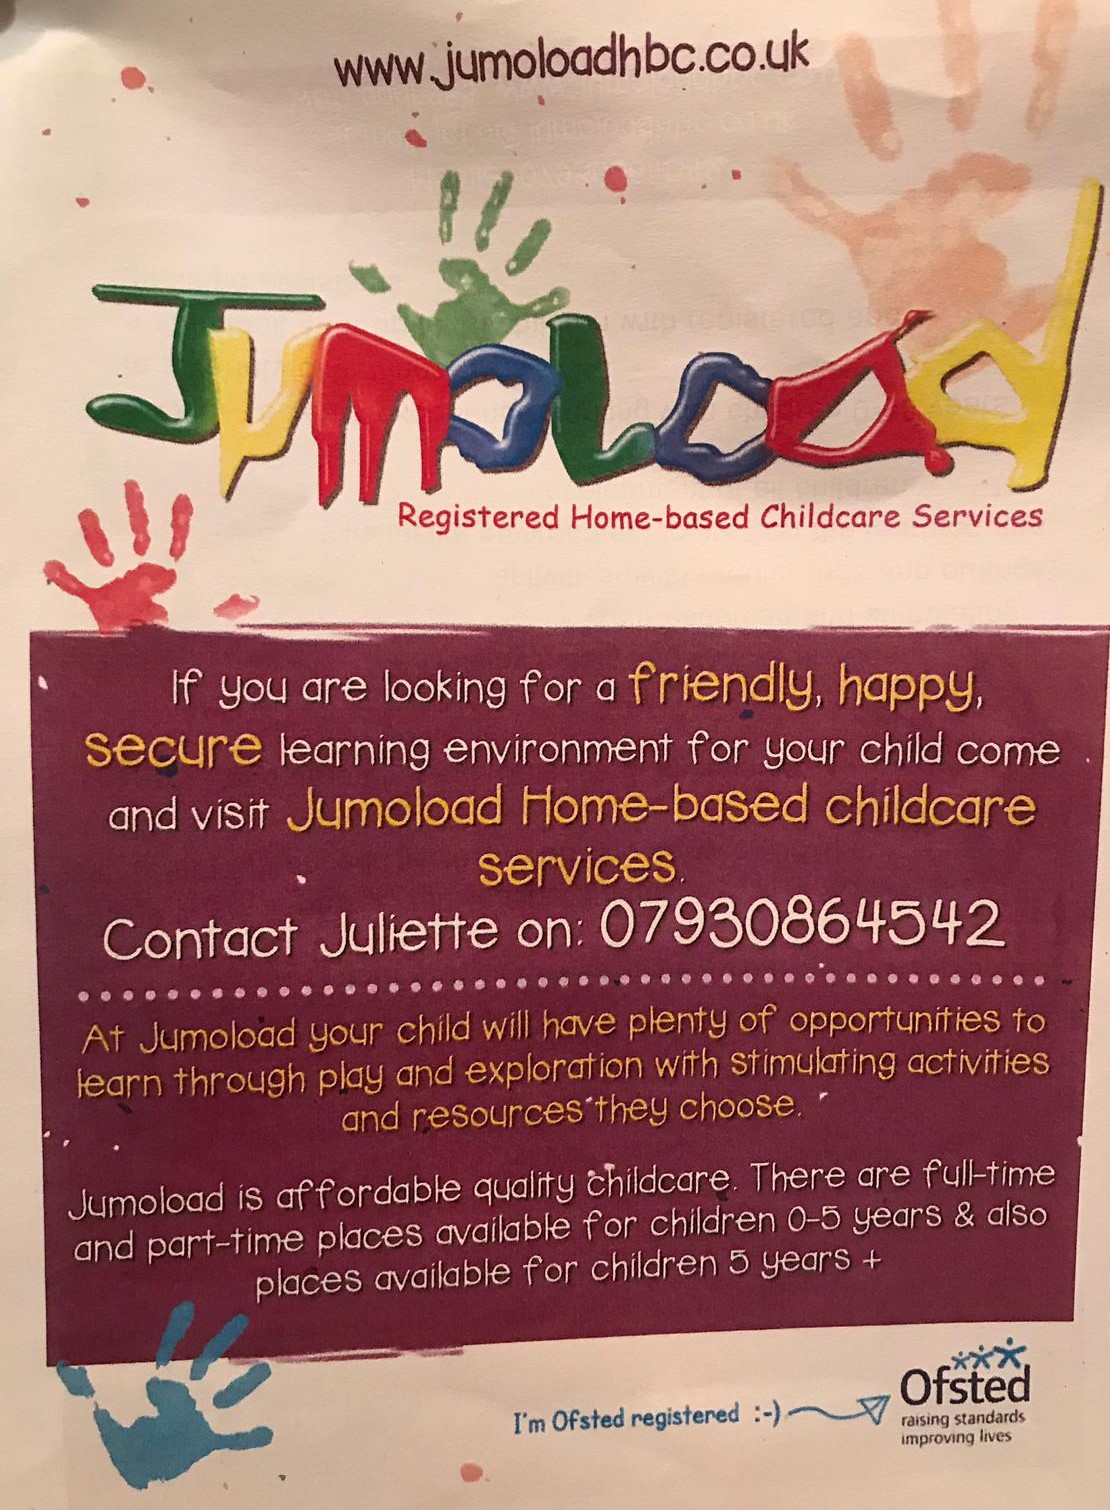 www.jumoloadhbc.co.uk
Jumoload
Registered Home-based Childcare Services
If you are looking for a friendly, happy,
secure learning environment for your child come
and visit Jumoload Home-based childcare
services.
Contact Juliette on: 07930864542
At Jumoload your child will have plenty of opportunities to
learn through play and exploration with stimulating activities
and resources they choose.
Jumoload is affordable quality childcare. There are full-time
and part-time places available for children 0-5 years & also
places available for children 5 years +
I'm Ofsted registered :-)
Ofsted
raising standards
improving lives